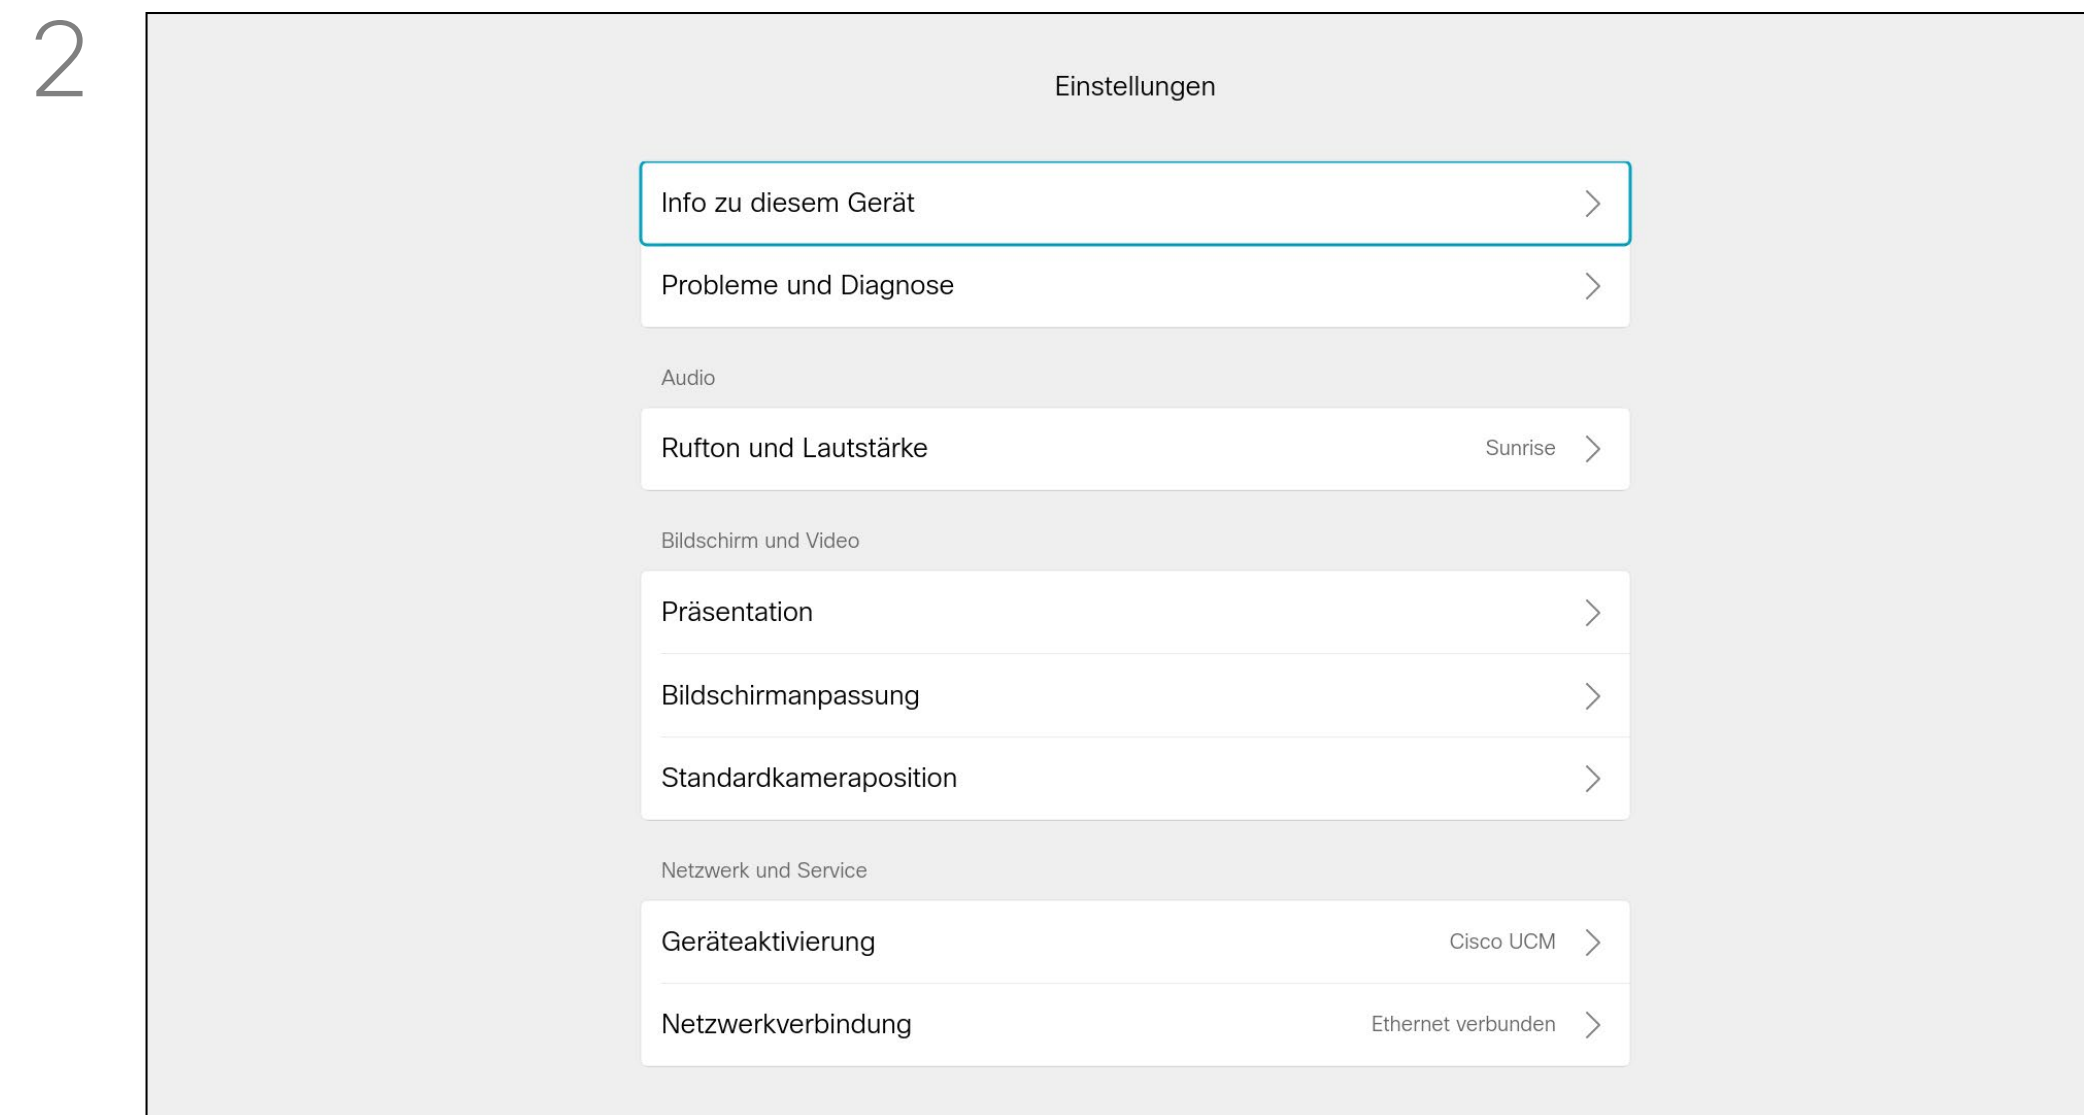 2
Einstellungen
Info zu diesem Gerät
Probleme und Diagnose
Audio
Rufton und Lautstärke Sunrise
Bildschirm und Video
Präsentation
Bildschirmanpassung
Standardkameraposition
Netzwerk und Service
Geräteaktivierung Cisco UCM
Netzwerkverbindung Ethernet verbunden